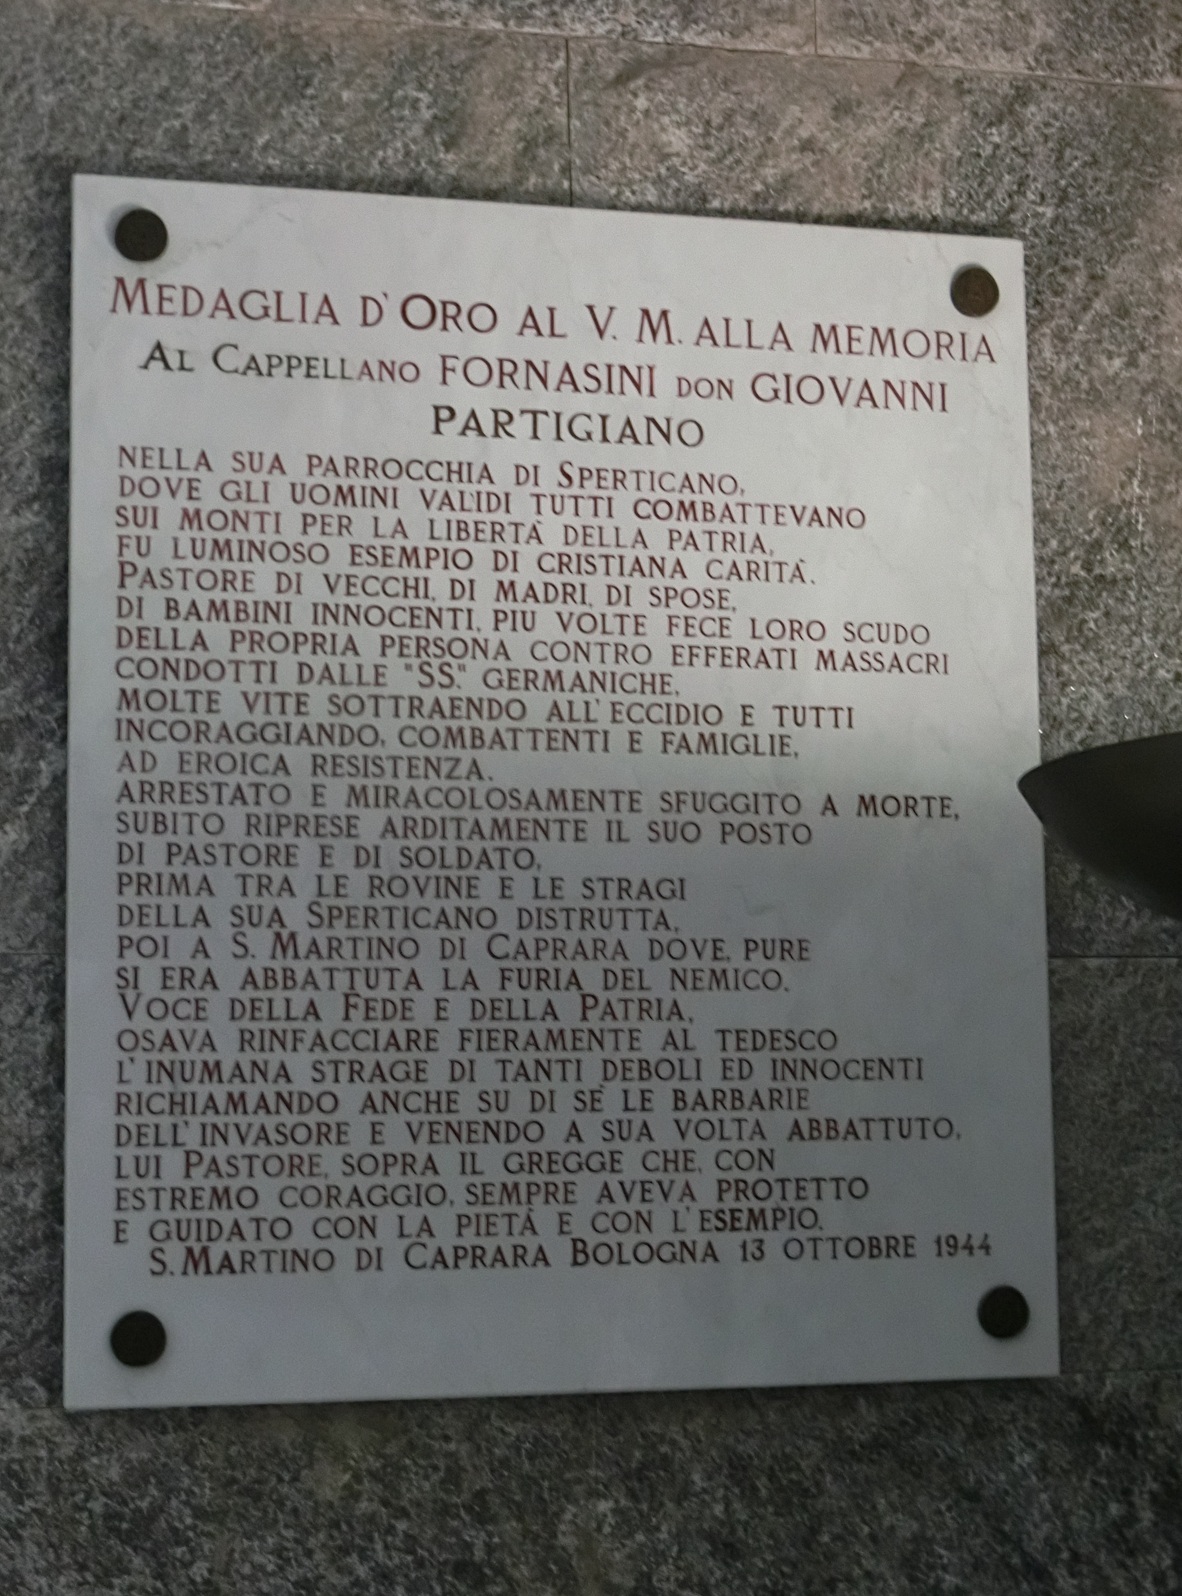 MEDAGLIA D'ORO AL V. M. ALLA MEMORIA
AL CAPPELLANO FORNASINI DON GIOVANNI
PARTIGIANO
NELLA SUA PARROCCHIA DI SPERTICANO,
DOVE GLI UOMINI VALIDI TUTTI COMBATTEVANO
SUI MONTI PER LA LIBERTÀ DELLA PATRIA,
FU LUMINOSO ESEMPIO DI CRISTIANA CARITÀ.
PASTORE DI VECCHI, DI MADRI, DI SPOSE,
DI BAMBINI INNOCENTI, PIU VOLTE FECE LORO SCUDO
DELLA PROPRIA PERSONA CONTRO EFFERATI MASSACRI
CONDOTTI DALLE "SS." GERMANICHE,
MOLTE VITE SOTTRAENDO ALL'ECCIDIO E TUTTI
INCORAGGIANDO, COMBATTENTI E FAMIGLIE,
AD EROICA RESISTENZA.
ARRESTATO E MIRACOLOSAMENTE SFUGGITO A MORTE,
SUBITO RIPRESE ARDITAMENTE IL SUO POSTO
DI PASTORE E DI SOLDATO,
PRIMA TRA LE ROVINE E LE STRAGI
DELLA SUA SPERTICANO DISTRUTTA,
POI A S. MARTINO DI CAPRARA DOVE, PURE
SI ERA ABBATTUTA LA FURIA DEL NEMICO.
VOCE DELLA FEDE E DELLA PATRIA,
OSAVA RINFACCIARE FIERAMENTE AL TEDESCO
L'INUMANA STRAGE DI TANTI DEBOLI ED INNOCENTI
RICHIAMANDO ANCHE SU DI SÈ LE BARBARIE
DELL'INVASORE E VENENDO A SUA VOLTA ABBATTUTO,
LUI PASTORE, SOPRA IL GREGGE CHE, CON
ESTREMO CORAGGIO, SEMPRE AVEVA PROTETTO
E GUIDATO CON LA PIETÀ E CON L'ESEMPIO.
S. MARTINO DI CAPRARA BOLOGNA 13 OTTOBRE 1944